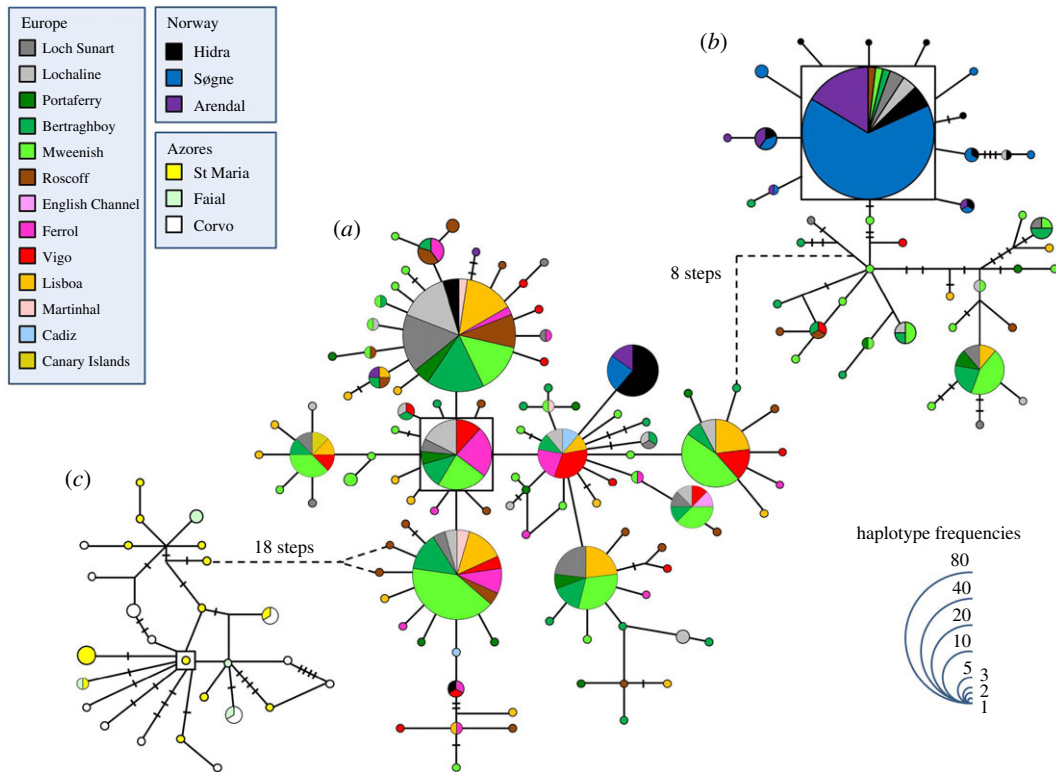 Europe
Loch Sunart
Lochaline
Portaferry
Bertraghboy
Mweenish
Roscoff
English Channel
Ferrol
Vigo
Lisboa
Martinhal
Cadiz
Canary Islands
Norway
Hidra
Søgne
Arendal
Azores
St Maria
Faial
Corvo
(b)
(a)
8 steps
(c)
18 steps
haplotype frequencies
80
40
20
10
5
3
2
1